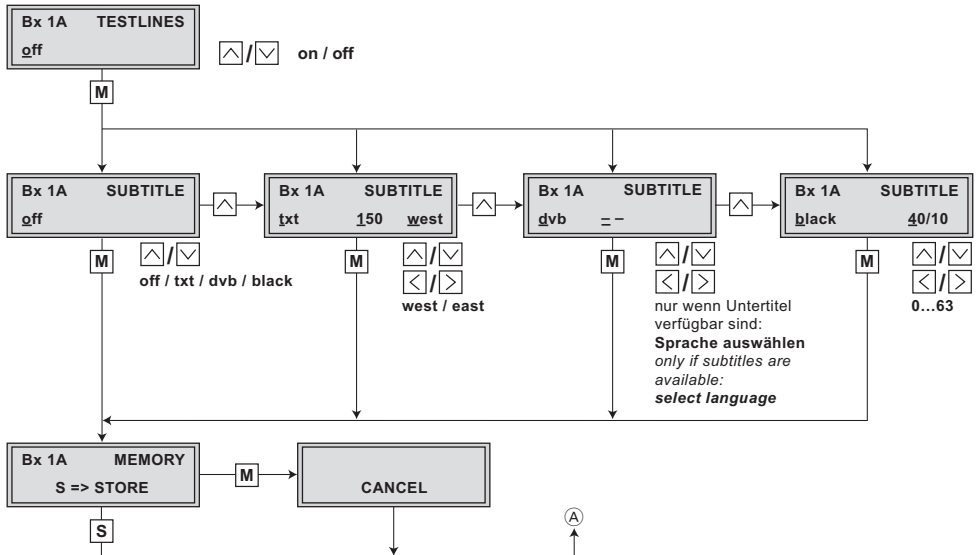 Bx 1A TESTLINES
off
/ on / off
M
Bx 1A SUBTITLE
off
Bx 1A SUBTITLE
txt 150 west
Bx 1A SUBTITLE
dvb – –
Bx 1A SUBTITLE
black 40/10
M
/
off / txt / dvb / black
M
/
</>
west / east
M
/
</>
nur wenn Untertitel
verfügbar sind:
Sprache auswählen
only if subtitles are
available:
select language
M
/
</>
0...63
Bx 1A MEMORY
S => STORE
M
CANCEL
S
A